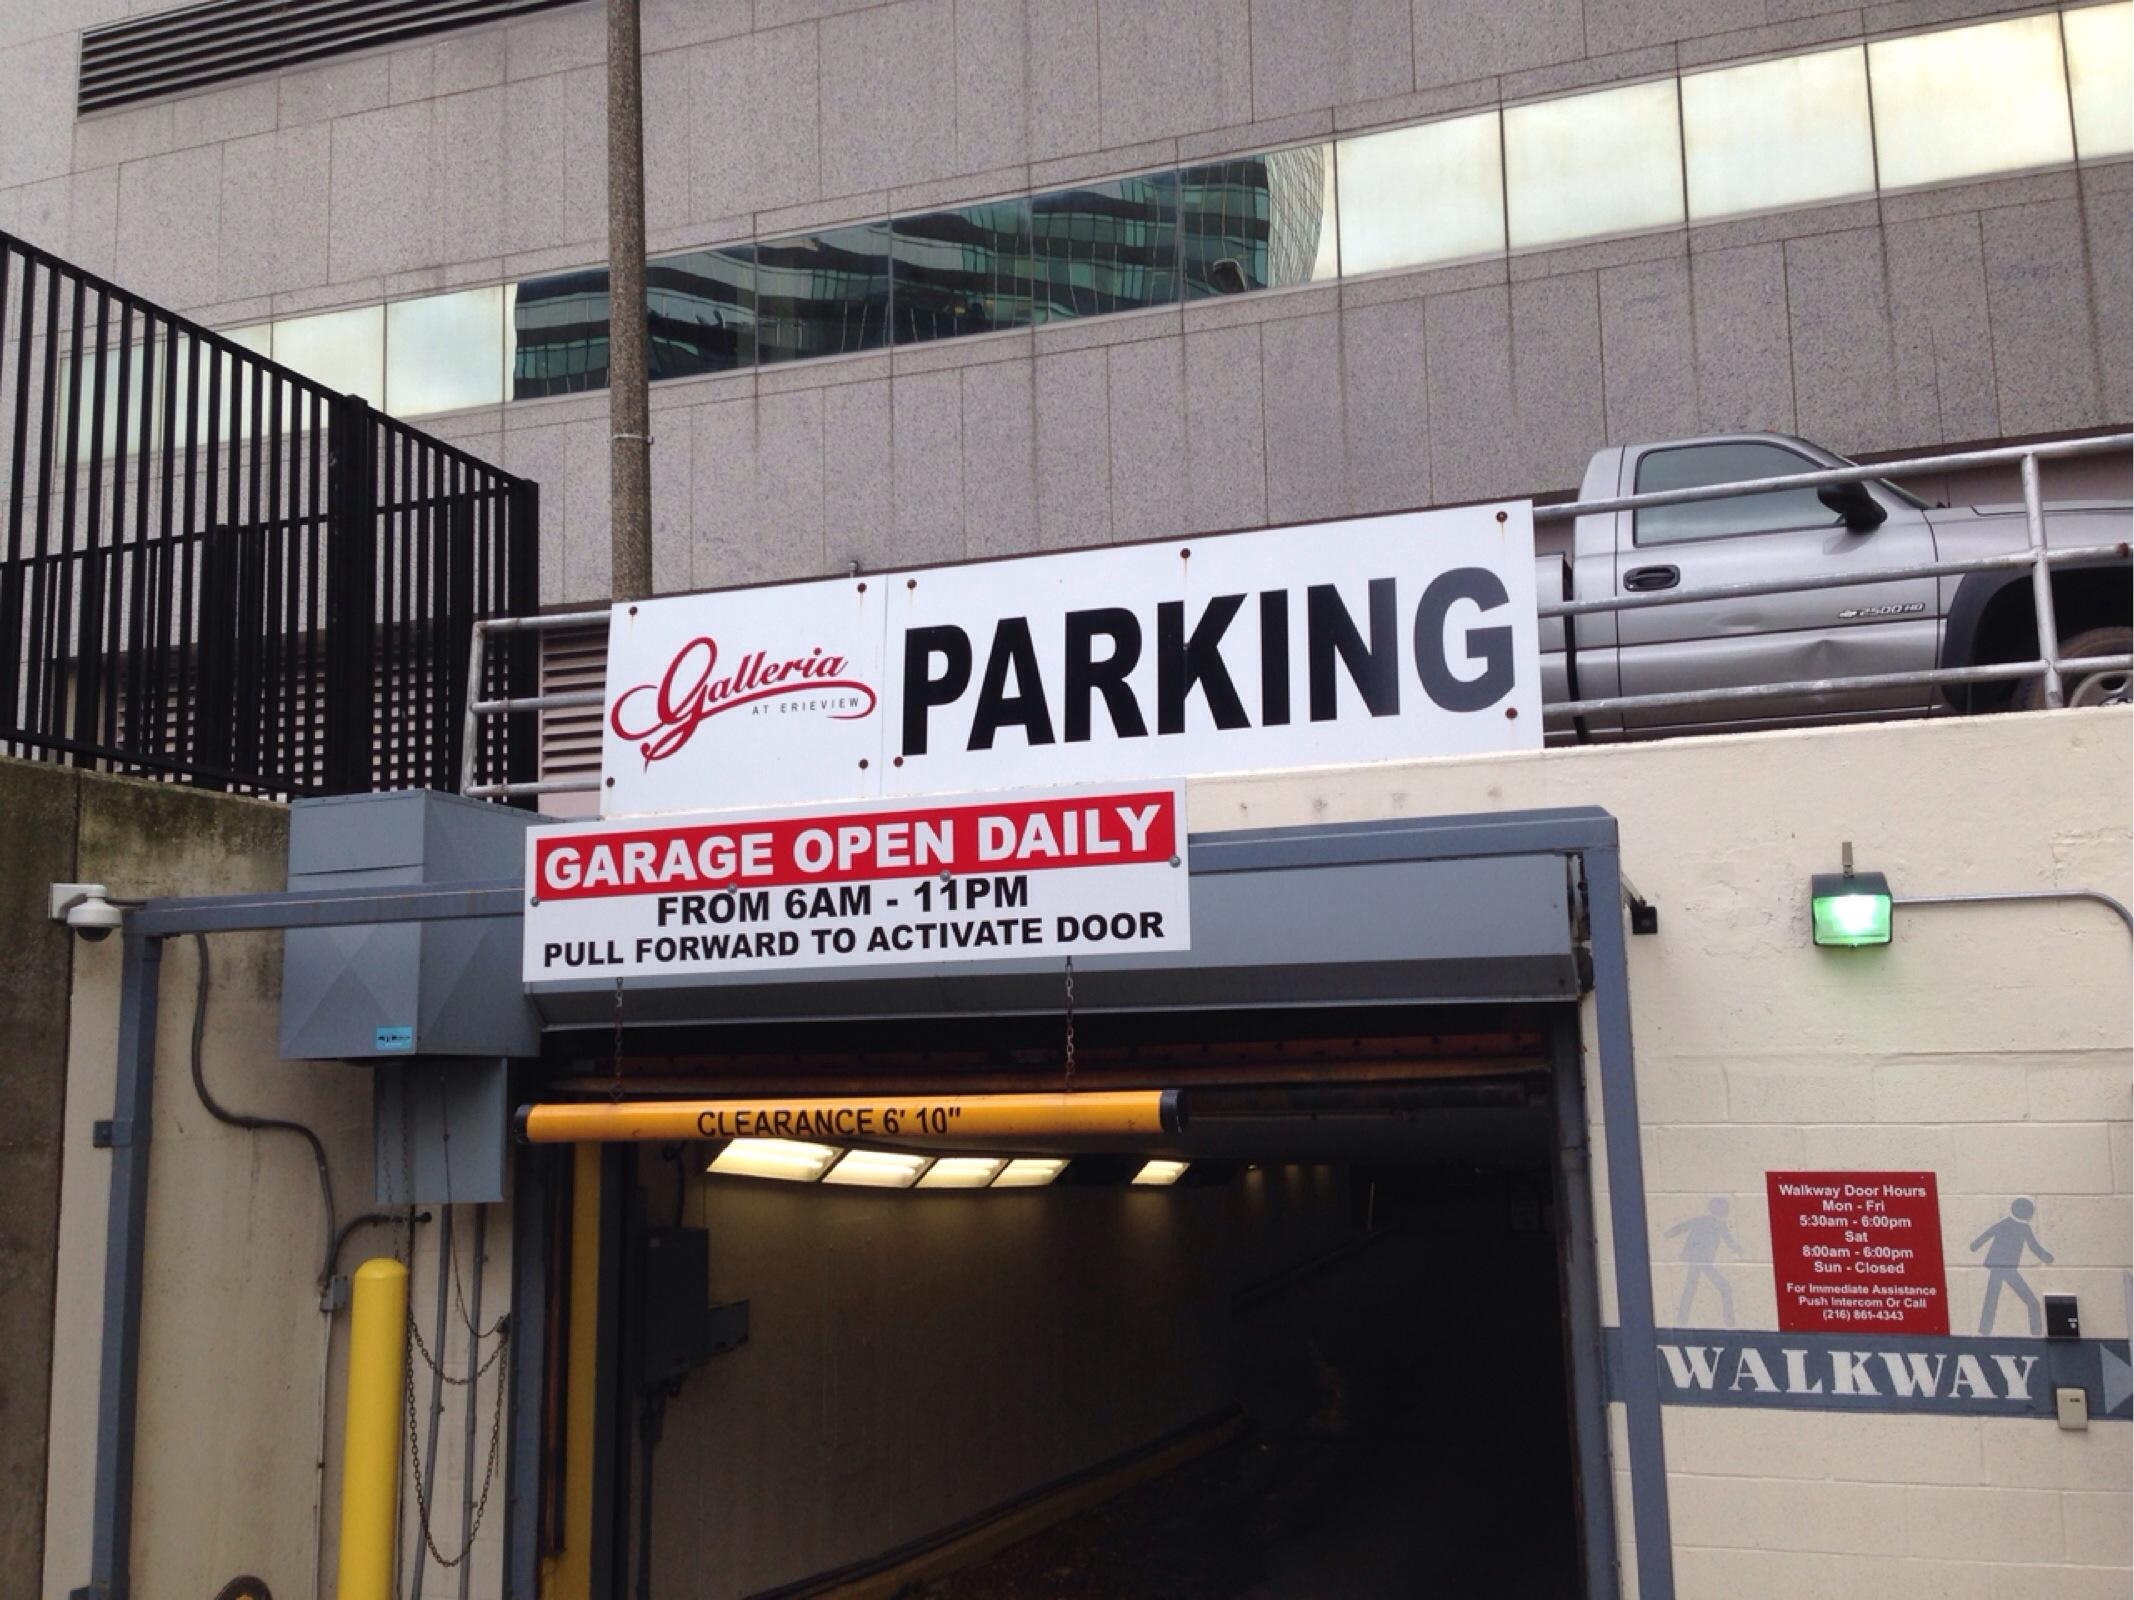 Galleria
AT ERIEVIEW
PARKING
2500 HD
GARAGE OPEN DAILY
FROM 6AM - 11PM
PULL FORWARD TO ACTIVATE DOOR
CLEARANCE 6' 10"
Walkway Door Hours
Mon - Fri
5:30am - 6:00pm
Sat
8:00am - 6:00pm
Sun - Closed
For Immediate Assistance
Push Intercom Or Call
(216) 861-4343
WALKWAY